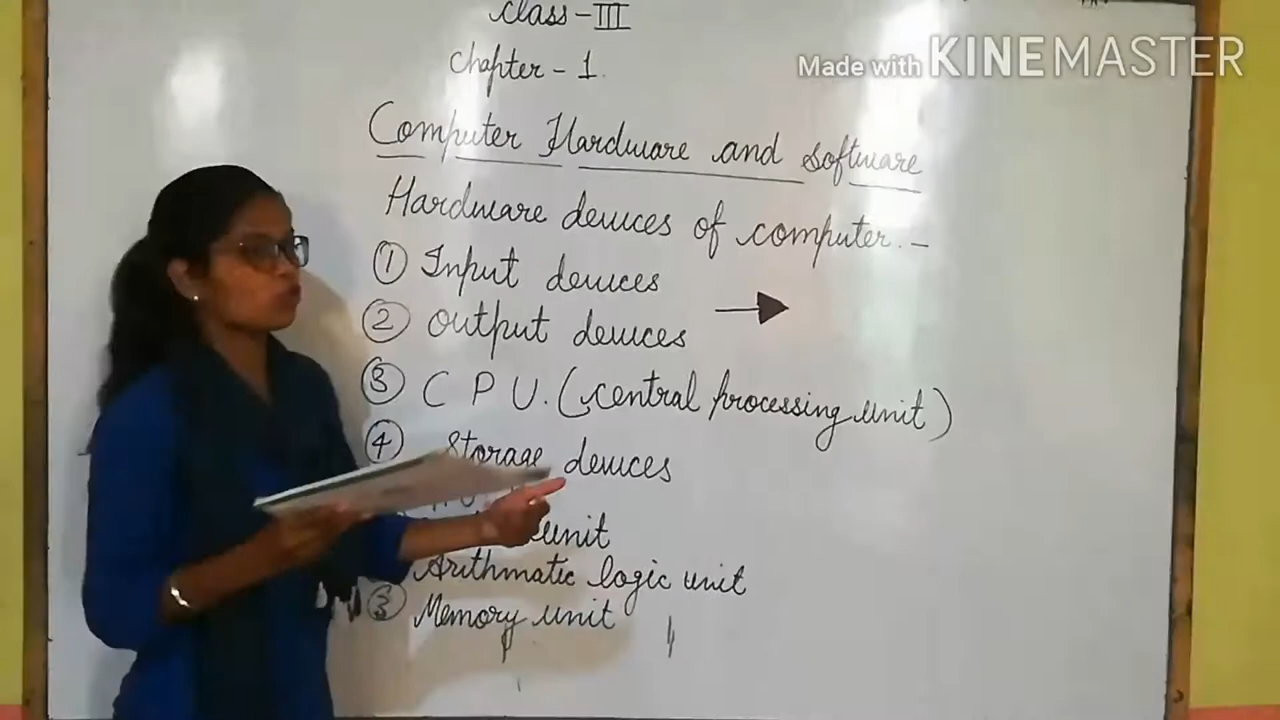 Class - III
Made with KINEMASTER
Chapter - 1.
Computer Hardware and Software
Hardware devices of computer. -
① Input devices
② output devices
③ C P U. (central processing unit)
④ Storage devices
unit
Arithmatic logic unit
③ Memory unit